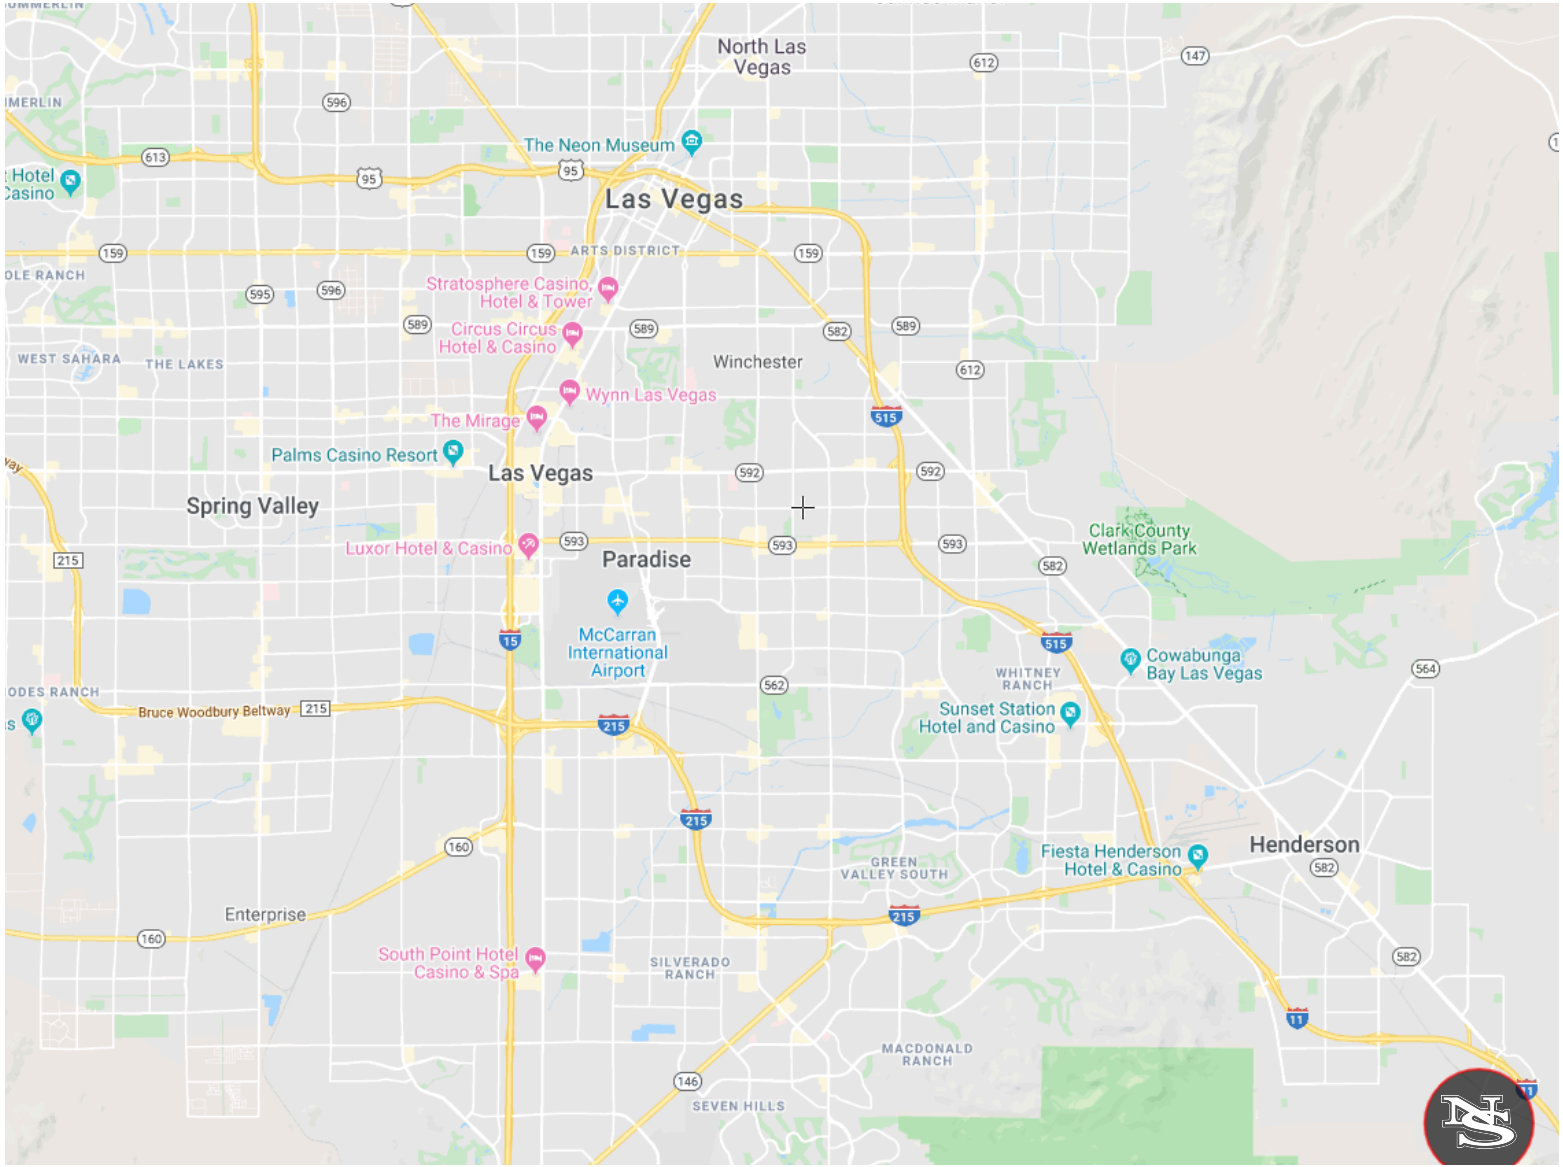 North Las
Vegas
612
147
596
MMERLIN
The Neon Museum
613
95
95
Hotel
Casino
Las Vegas
159
159
ARTS DISTRICT
159
OLE RANCH
595
596
Stratosphere Casino,
Hotel & Tower
589
Circus Circus
Hotel & Casino
589
582
589
WEST SAHARA
THE LAKES
Winchester
612
Wynn Las Vegas
The Mirage
515
Palms Casino Resort
way
Las Vegas
592
592
Spring Valley
Luxor Hotel & Casino
593
593
593
Clark County
Wetlands Park
Paradise
215
582
McCarran
International
Airport
15
515
Cowabunga
Bay Las Vegas
564
WHITNEY
RANCH
562
ODES RANCH
Bruce Woodbury Beltway
215
215
Sunset Station
Hotel and Casino
s
215
160
Henderson
Fiesta Henderson
Hotel & Casino
582
GREEN
VALLEY SOUTH
Enterprise
215
160
South Point Hotel
Casino & Spa
SILVERADO
RANCH
582
11
MACDONALD
RANCH
146
SEVEN HILLS
11
NS